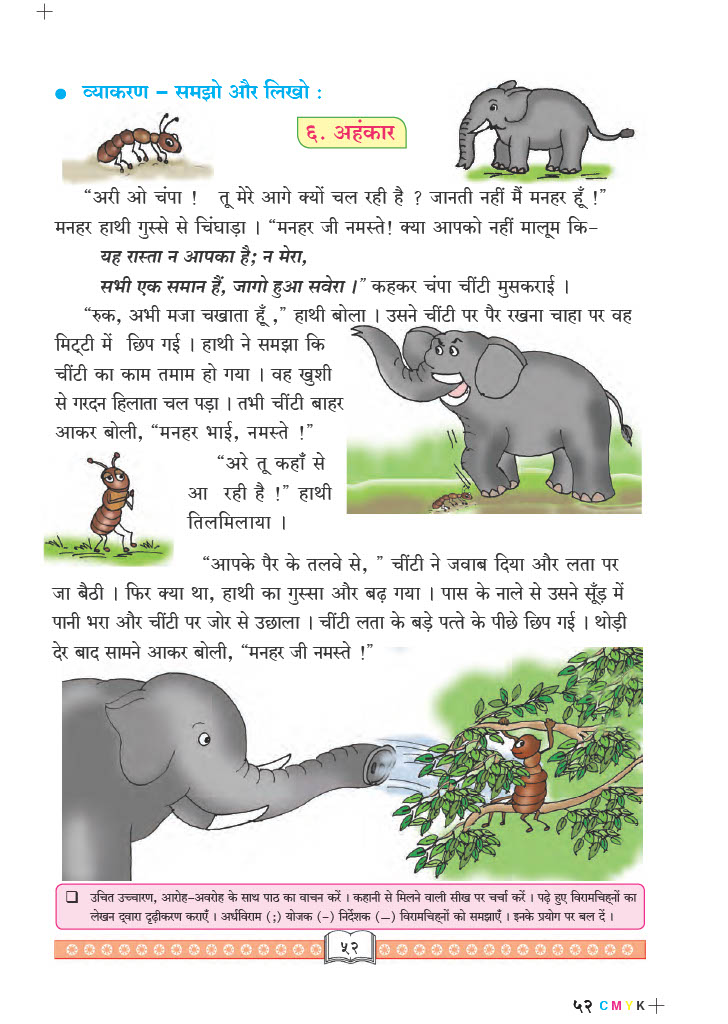 ● व्याकरण – समझो और लिखो :
६. अहंकार
“अरी ओ चंपा ! तू मेरे आगे क्यों चल रही है ? जानती नहीं मैं मनहर हूँ !”
मनहर हाथी गुस्से से चिंघाड़ा । “मनहर जी नमस्ते! क्या आपको नहीं मालूम कि–
यह रास्ता न आपका है; न मेरा,
सभी एक समान हैं, जागो हुआ सवेरा ।” कहकर चंपा चींटी मुसकराई ।
“रुक, अभी मजा चखाता हूँ ,” हाथी बोला । उसने चींटी पर पैर रखना चाहा पर वह
मिट्टी में छिप गई । हाथी ने समझा कि
चींटी का काम तमाम हो गया । वह खुशी
से गरदन हिलाता चल पड़ा । तभी चींटी बाहर
आकर बोली, “मनहर भाई, नमस्ते !”
“अरे तू कहाँ से
आ रही है !” हाथी
तिलमिलाया ।
“आपके पैर के तलवे से, ” चींटी ने जवाब दिया और लता पर
जा बैठी । फिर क्या था, हाथी का गुस्सा और बढ़ गया । पास के नाले से उसने सूँड़ में
पानी भरा और चींटी पर जोर से उछाला । चींटी लता के बड़े पत्ते के पीछे छिप गई । थोड़ी
देर बाद सामने आकर बोली, “मनहर जी नमस्ते !”
❑ उचित उच्चारण, आरोह-अवरोह के साथ पाठ का वाचन करें । कहानी से मिलने वाली सीख पर चर्चा करें । पढ़े हुए विरामचिह्नों का
लेखन द्वारा दृढ़ीकरण कराएँ । अर्धविराम (;) योजक (-) निर्देशक (—) विरामचिह्नों को समझाएँ । इनके प्रयोग पर बल दें ।
५२
५२ C M Y K